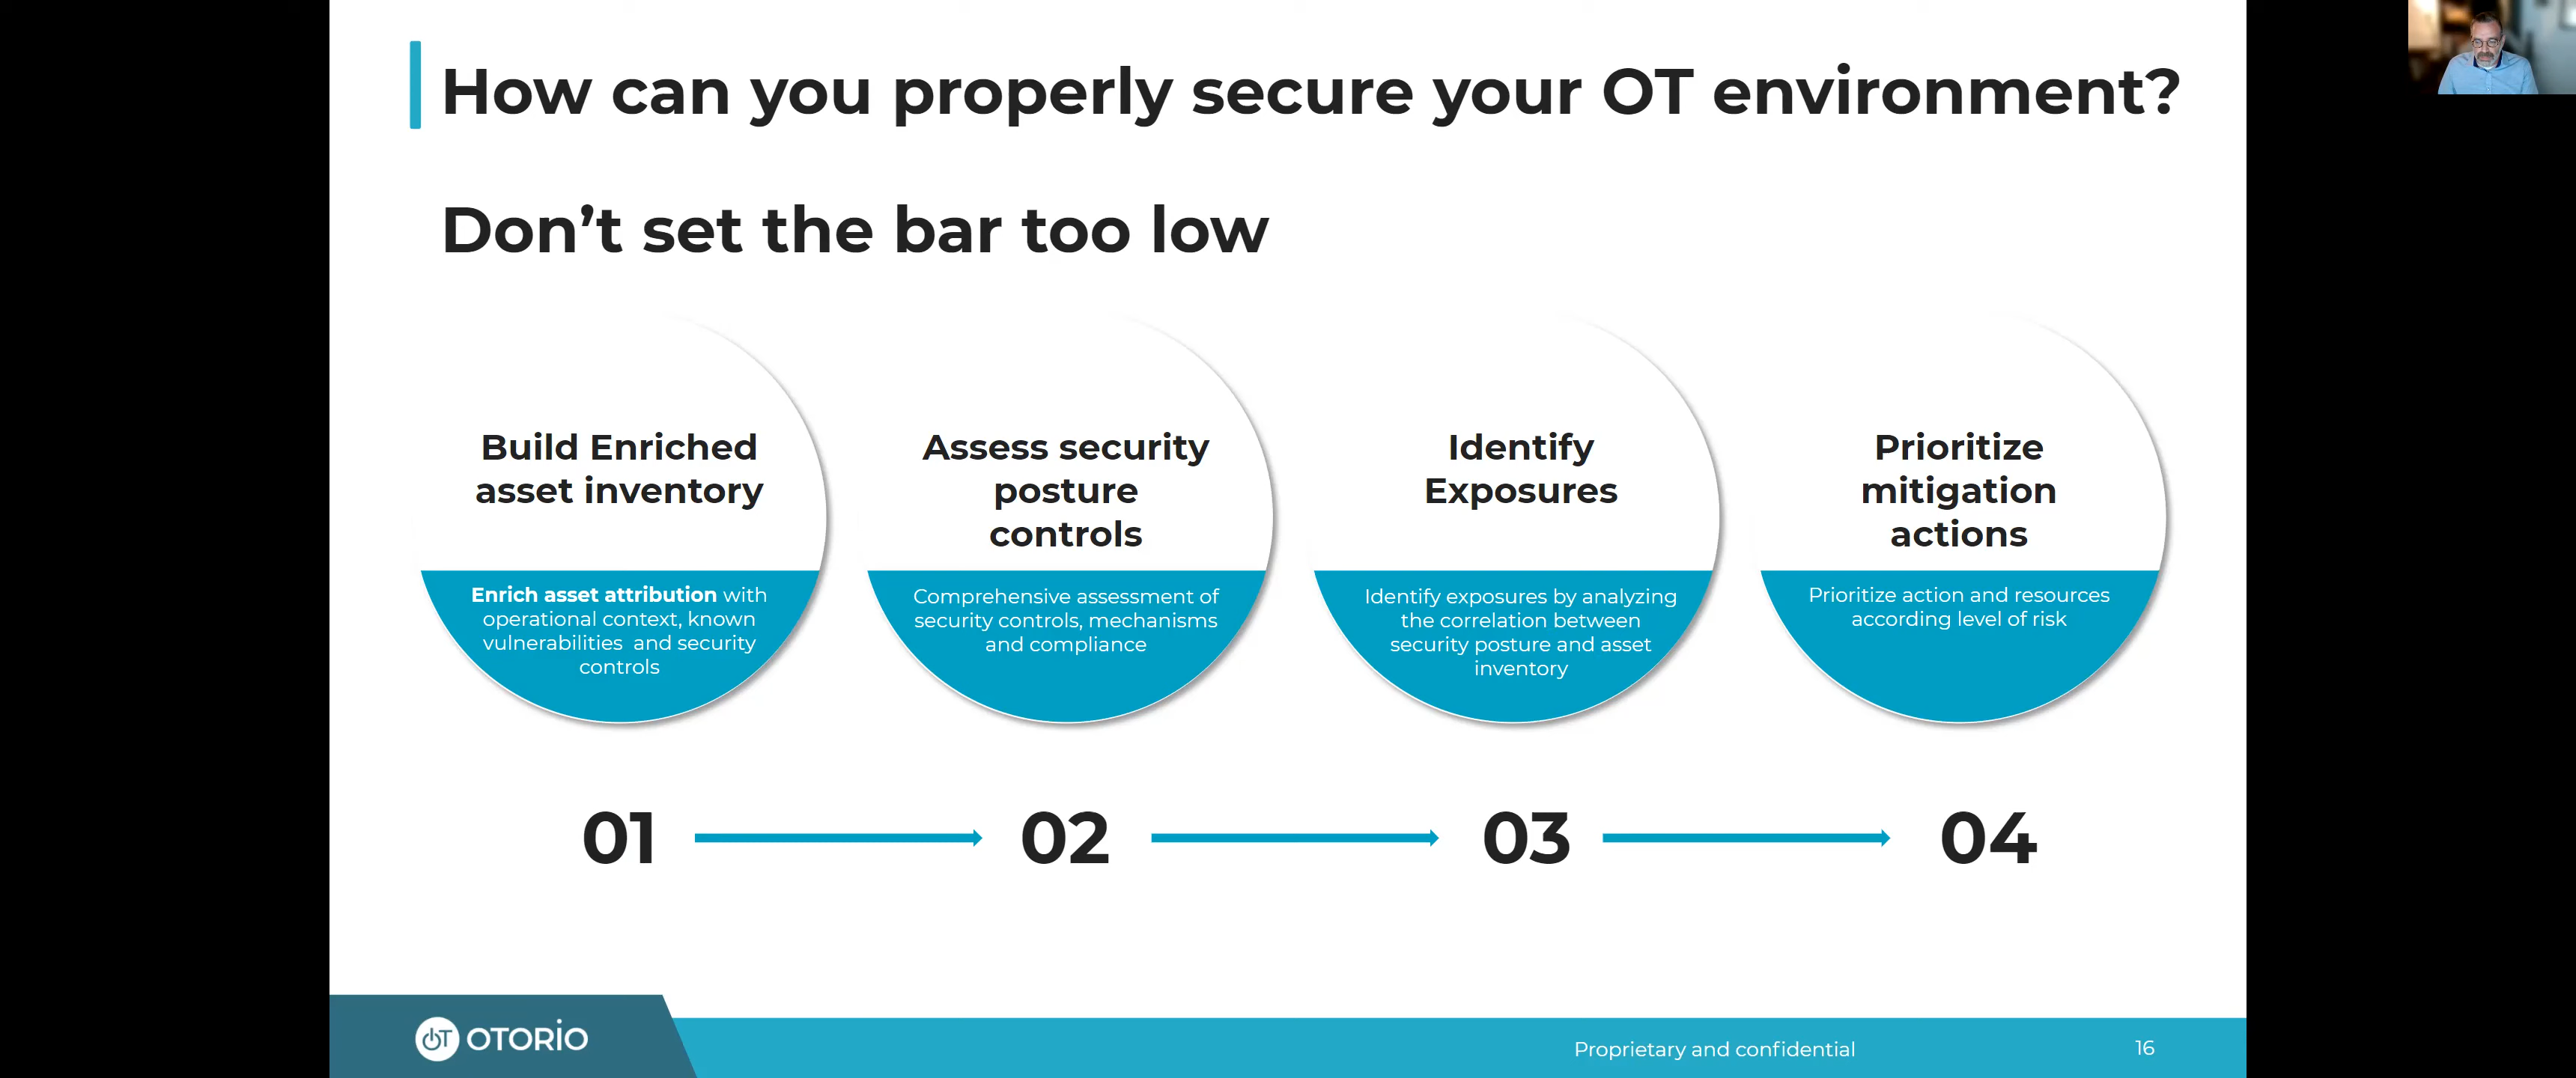 How can you properly secure your OT environment?
Don't set the bar too low
Build Enriched
asset inventory
Enrich asset attribution with
operational context, known
vulnerabilities  and security
controls
Assess security
posture
controls
Comprehensive assessment of
security controls, mechanisms
and compliance
Identify
Exposures
Identify exposures by analyzing
the correlation between
security posture and asset
inventory
Prioritize
mitigation
actions
Prioritize action and resources
according level of risk
01
02
03
04
OT OTORIO
Proprietary and confidential
16